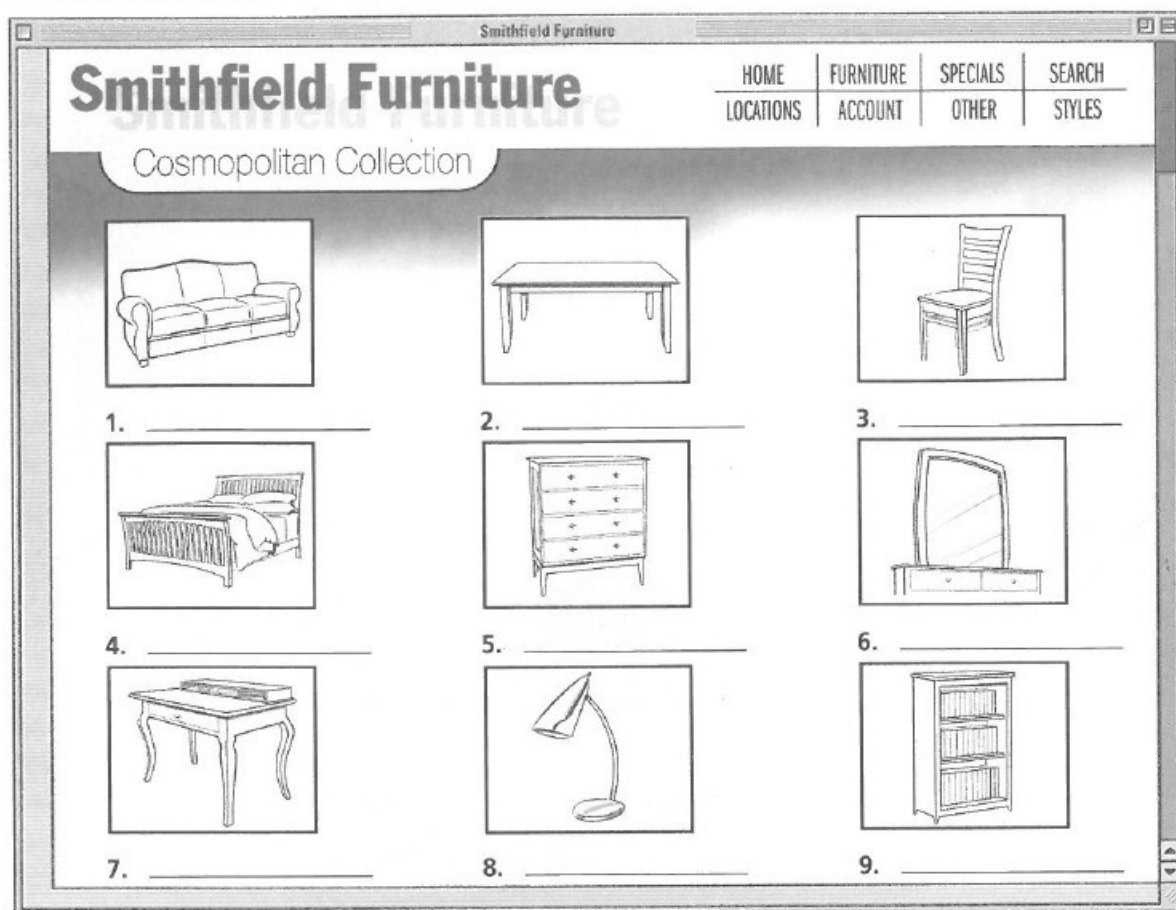 Smithfield Furniture
Smithfield Furniture
HOME FURNITURE SPECIALS SEARCH
LOCATIONS ACCOUNT OTHER STYLES
Cosmopolitan Collection
1. 2. 3.
4. 5. 6.
7. 8. 9.